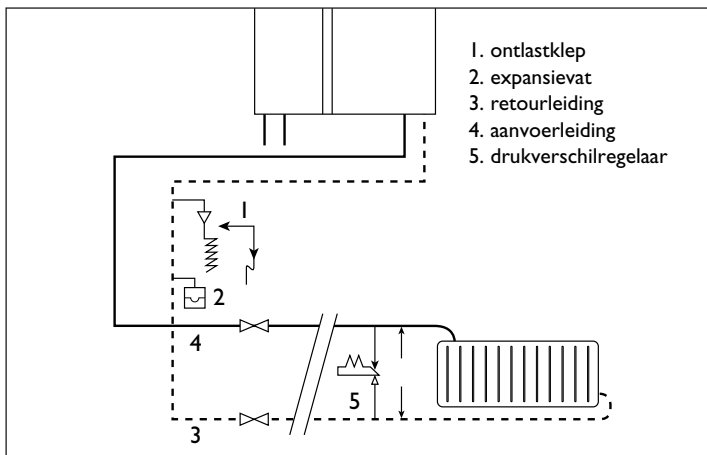 1. ontlastklep
2. expansievat
3. retourleiding
4. aanvoerleiding
5. drukverschilregelaar
1
2
4
5
3